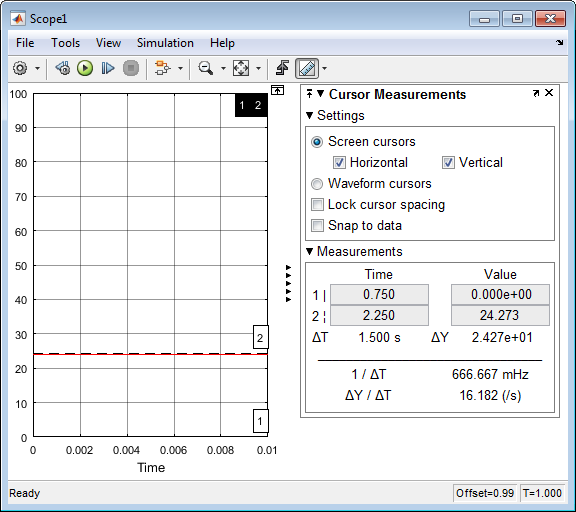 Scope1
File Tools View Simulation Help
Cursor Measurements
Settings
Screen cursors
Horizontal Vertical
Waveform cursors
Lock cursor spacing
Snap to data
Measurements
Time Value
1 | 0.750 0.000e+00
2 ¦ 2.250 24.273
ΔT 1.500 s ΔY 2.427e+01
1 / ΔT 666.667 mHz
ΔY / ΔT 16.182 (/s)
1 2
100
90
80
70
60
50
40
30
20
10
0
2
1
0 0.002 0.004 0.006 0.008 0.01
Time
Ready Offset=0.99 T=1.000